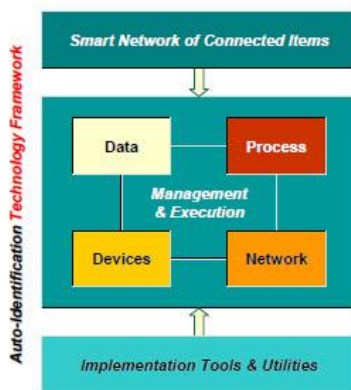 Auto-Identification Technology Framework
Smart Network of Connected Items
Data
Process
Management
& Execution
Devices
Network
Implementation Tools & Utilities